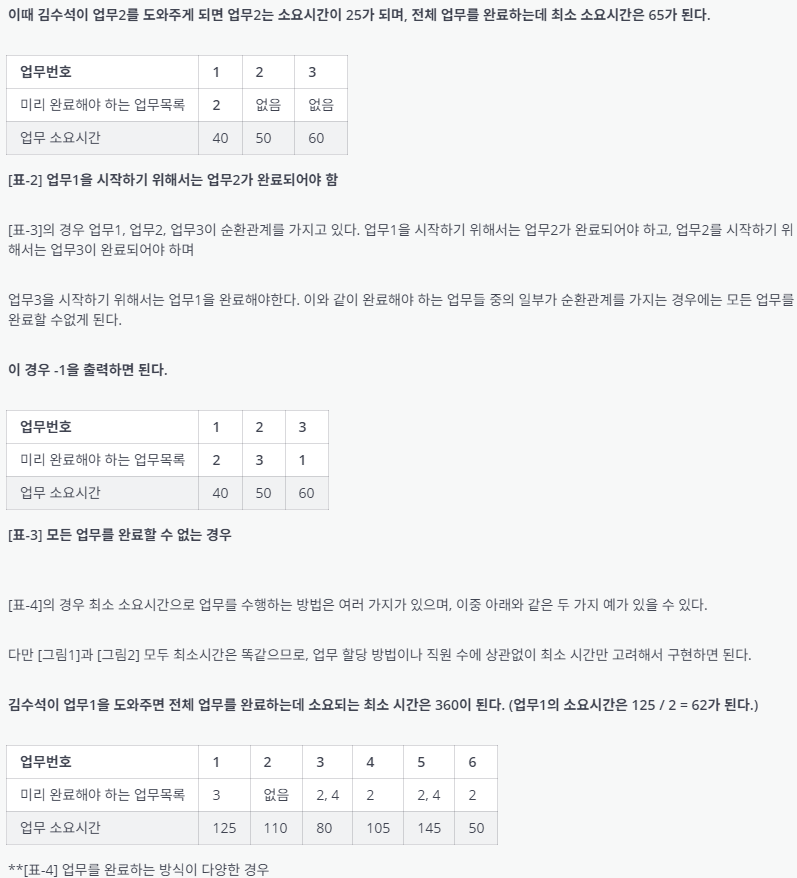 이때 김수석이 업무2를 도와주게 되면 업무2는 소요시간이 25가 되며, 전체 업무를 완료하는데 최소 소요시간은 65가 된다.
업무번호 1 2 3
미리 완료해야 하는 업무목록 2 없음 없음
업무 소요시간 40 50 60
[표-2] 업무1을 시작하기 위해서는 업무2가 완료되어야 함
[표-3]의 경우 업무1, 업무2, 업무3이 순환관계를 가지고 있다. 업무1을 시작하기 위해서는 업무2가 완료되어야 하고, 업무2를 시작하기 위
해서는 업무3이 완료되어야 하며
업무3을 시작하기 위해서는 업무1을 완료해야한다. 이와 같이 완료해야 하는 업무들 중의 일부가 순환관계를 가지는 경우에는 모든 업무를
완료할 수없게 된다.
이 경우 -1을 출력하면 된다.
업무번호 1 2 3
미리 완료해야 하는 업무목록 2 3 1
업무 소요시간 40 50 60
[표-3] 모든 업무를 완료할 수 없는 경우
[표-4]의 경우 최소 소요시간으로 업무를 수행하는 방법은 여러 가지가 있으며, 이중 아래와 같은 두 가지 예가 있을 수 있다.
다만 [그림1]과 [그림2] 모두 최소시간은 똑같으므로, 업무 할당 방법이나 직원 수에 상관없이 최소 시간만 고려해서 구현하면 된다.
김수석이 업무1을 도와주면 전체 업무를 완료하는데 소요되는 최소 시간은 360이 된다. (업무1의 소요시간은 125 / 2 = 62가 된다.)
업무번호 1 2 3 4 5 6
미리 완료해야 하는 업무목록 3 없음 2, 4 2 2, 4 2
업무 소요시간 125 110 80 105 145 50
**[표-4] 업무를 완료하는 방식이 다양한 경우